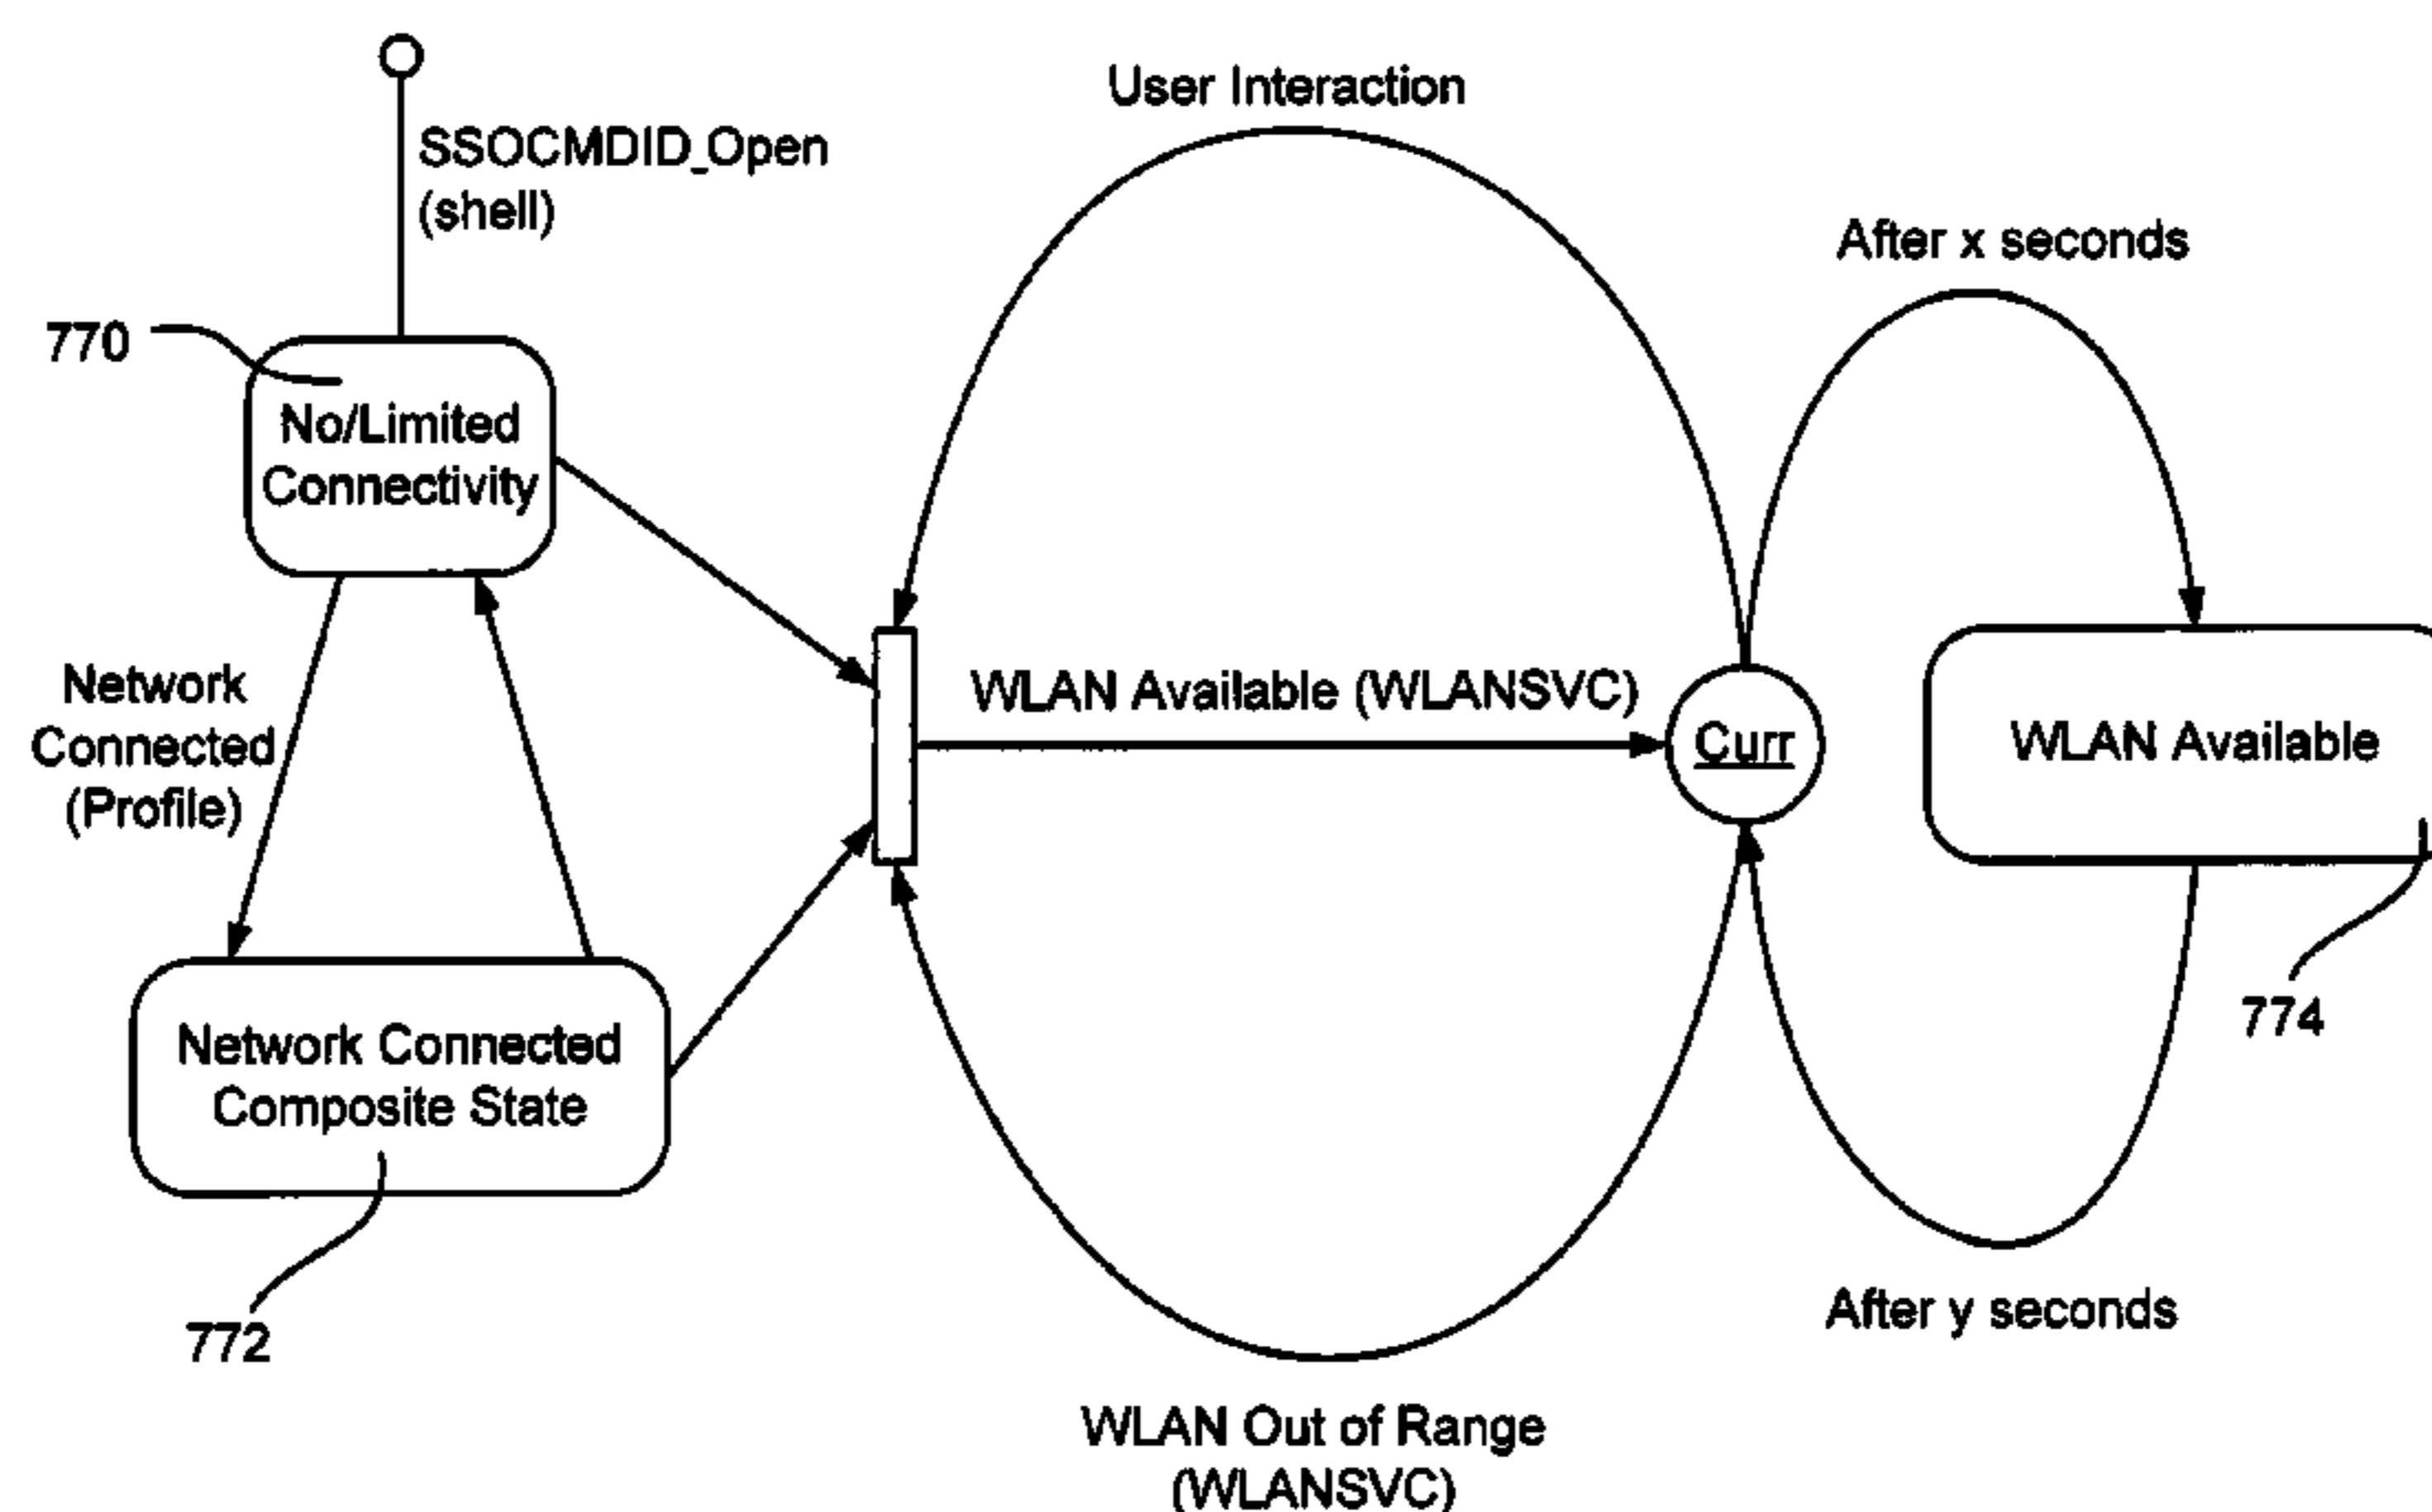 User Interaction
SSOCMDID_Open
(shell)
After x seconds
770
No/Limited
Connectivity
Network
Connected
(Profile)
WLAN Available (WLANSVC)
Curr
WLAN Available
Network Connected
Composite State
774
772
After y seconds
WLAN Out of Range
(WLANSVC)